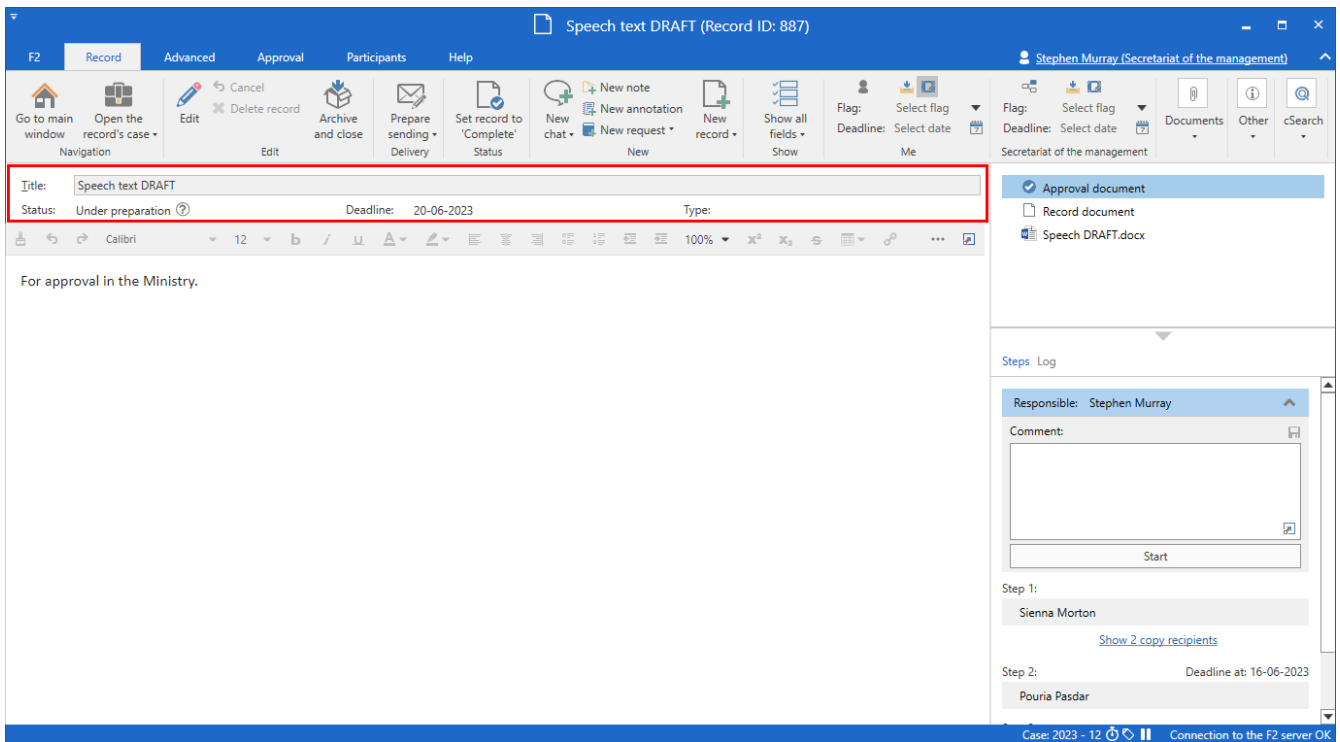 Speech text DRAFT (Record ID: 887)
F2 Record Advanced Approval Participants Help
Stephen Murray (Secretariat of the management)
Go to main window
Open the record's case
Navigation
Edit
Cancel
Delete record
Archive and close
Edit
Prepare sending
Delivery
Set record to 'Complete'
Status
New chat
New note
New annotation
New request
New record
New
Show all fields
Show
Flag: Select flag
Deadline: Select date
Me
Flag: Select flag
Deadline: Select date
Secretariat of the management
Documents
Other
cSearch
Title: Speech text DRAFT
Status: Under preparation Deadline: 20-06-2023 Type:
Calibri 12 b i u A 100% x² x₂ S
For approval in the Ministry.
Approval document
Record document
Speech DRAFT.docx
Steps Log
Responsible: Stephen Murray
Comment:
Start
Step 1:
Sienna Morton
Show 2 copy recipients
Step 2: Deadline at: 16-06-2023
Pouria Pasdar
Case: 2023 - 12 Connection to the F2 server OK